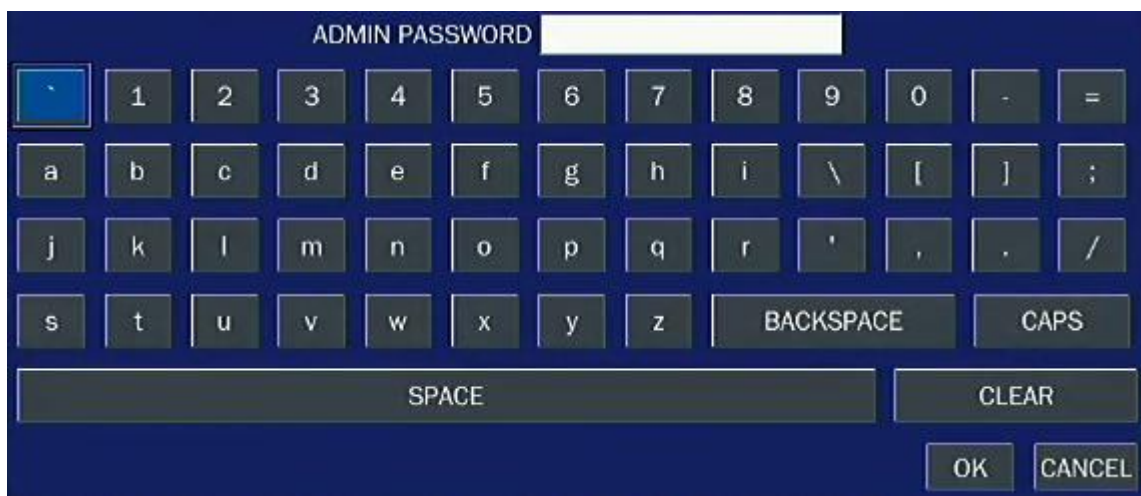 ADMIN PASSWORD
` 1 2 3 4 5 6 7 8 9 0 - =
a b c d e f g h i \ [ ] ;
j k l m n o p q r ' , . /
s t u v w x y z BACKSPACE CAPS
SPACE CLEAR
OK CANCEL